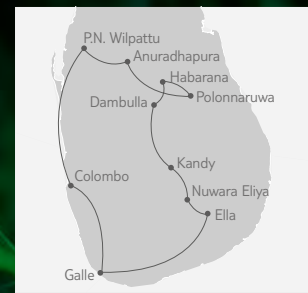 P.N. Wilpattu
Anuradhapura
Habarana
Dambulla
Polonnaruwa
Kandy
Colombo
Nuwara Eliya
Ella
Galle